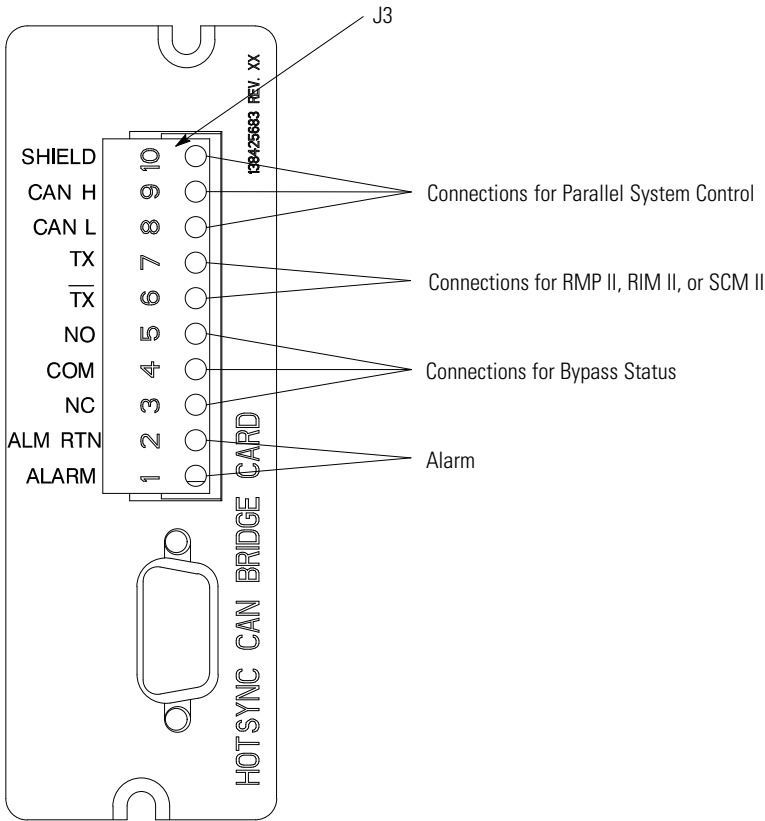 J3
138425683 REV. XX
SHIELD 10
CAN H 9
CAN L 8
TX 7
T̅X̅ 6
NO 5
COM 4
NC 3
ALM RTN 2
ALARM 1
Connections for Parallel System Control
Connections for RMP II, RIM II, or SCM II
Connections for Bypass Status
Alarm
HOTSYNC CAN BRIDGE CARD